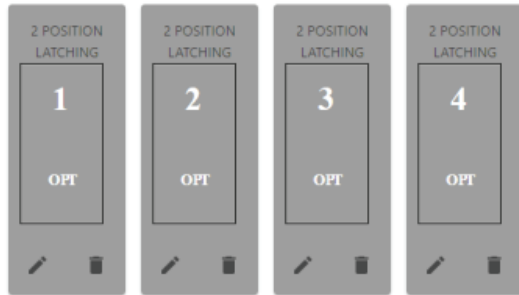 2 POSITION
LATCHING
1
OPT
2 POSITION
LATCHING
2
OPT
2 POSITION
LATCHING
3
OPT
2 POSITION
LATCHING
4
OPT